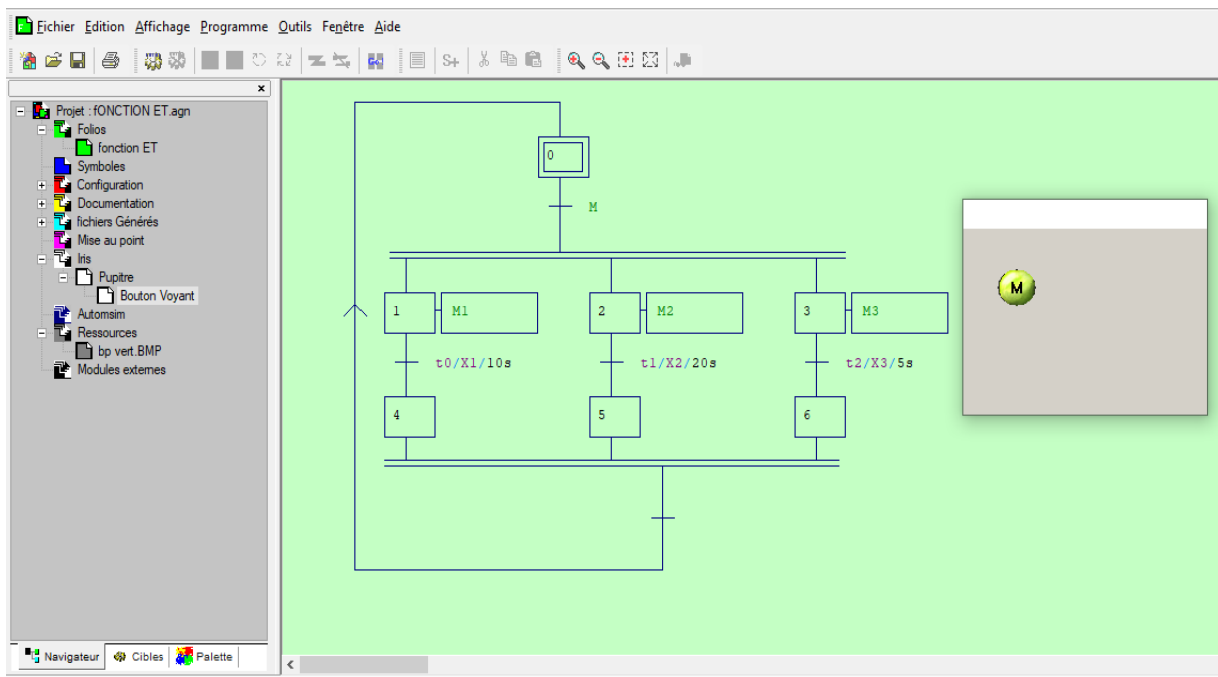 Fichier Edition Affichage Programme Outils Fenêtre Aide
S+
Go!
x
Projet : fONCTION ET.agn
Folios
fonction ET
Symboles
Configuration
Documentation
fichiers Générés
Mise au point
Iris
Pupitre
Bouton Voyant
Automsim
Ressources
bp vert.BMP
Modules externes
Navigateur Cibles Palette
0
M
1 M1 2 M2 3 M3
t0/X1/10s t1/X2/20s t2/X3/5s
4 5 6
M